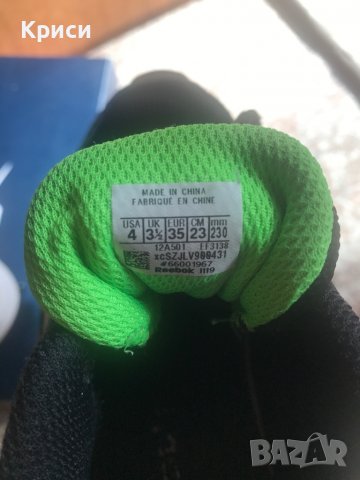 Криси
MADE IN CHINA
FABRIQUÉ EN CHINE
USA UK EUR CM mm
4 3½ 35 23 230
12A501 EF3138
xcSZJLV980431
#66001967
Reebok 1119
BAZAR